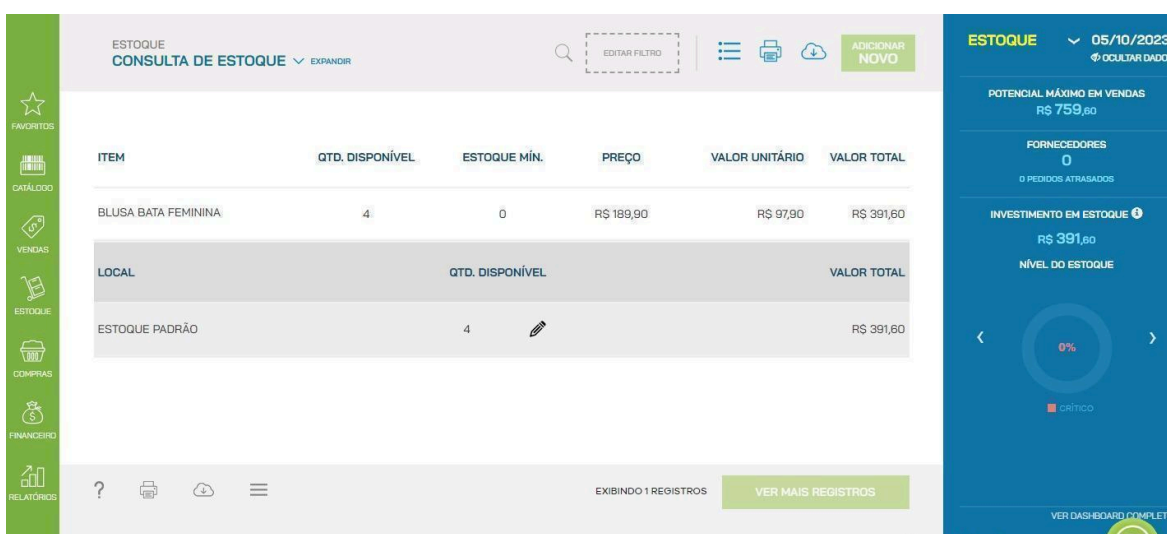 FAVORITOS
CATÁLOGO
VENDAS
ESTOQUE
COMPRAS
FINANCEIRO
RELATÓRIOS
ESTOQUE
CONSULTA DE ESTOQUE EXPANDIR
EDITAR FILTRO
ADICIONAR
NOVO
ITEM QTD. DISPONÍVEL ESTOQUE MÍN. PREÇO VALOR UNITÁRIO VALOR TOTAL
BLUSA BATA FEMININA 4 0 R$ 189,90 R$ 97,90 R$ 391,60
LOCAL QTD. DISPONÍVEL VALOR TOTAL
ESTOQUE PADRÃO 4 R$ 391,60
? EXIBINDO 1 REGISTROS VER MAIS REGISTROS
ESTOQUE 05/10/2023
OCULTAR DADO
POTENCIAL MÁXIMO EM VENDAS
R$ 759,60
FORNECEDORES
0
0 PEDIDOS ATRASADOS
INVESTIMENTO EM ESTOQUE
R$ 391,60
NÍVEL DO ESTOQUE
0%
CRÍTICO
VER DASHBOARD COMPLET